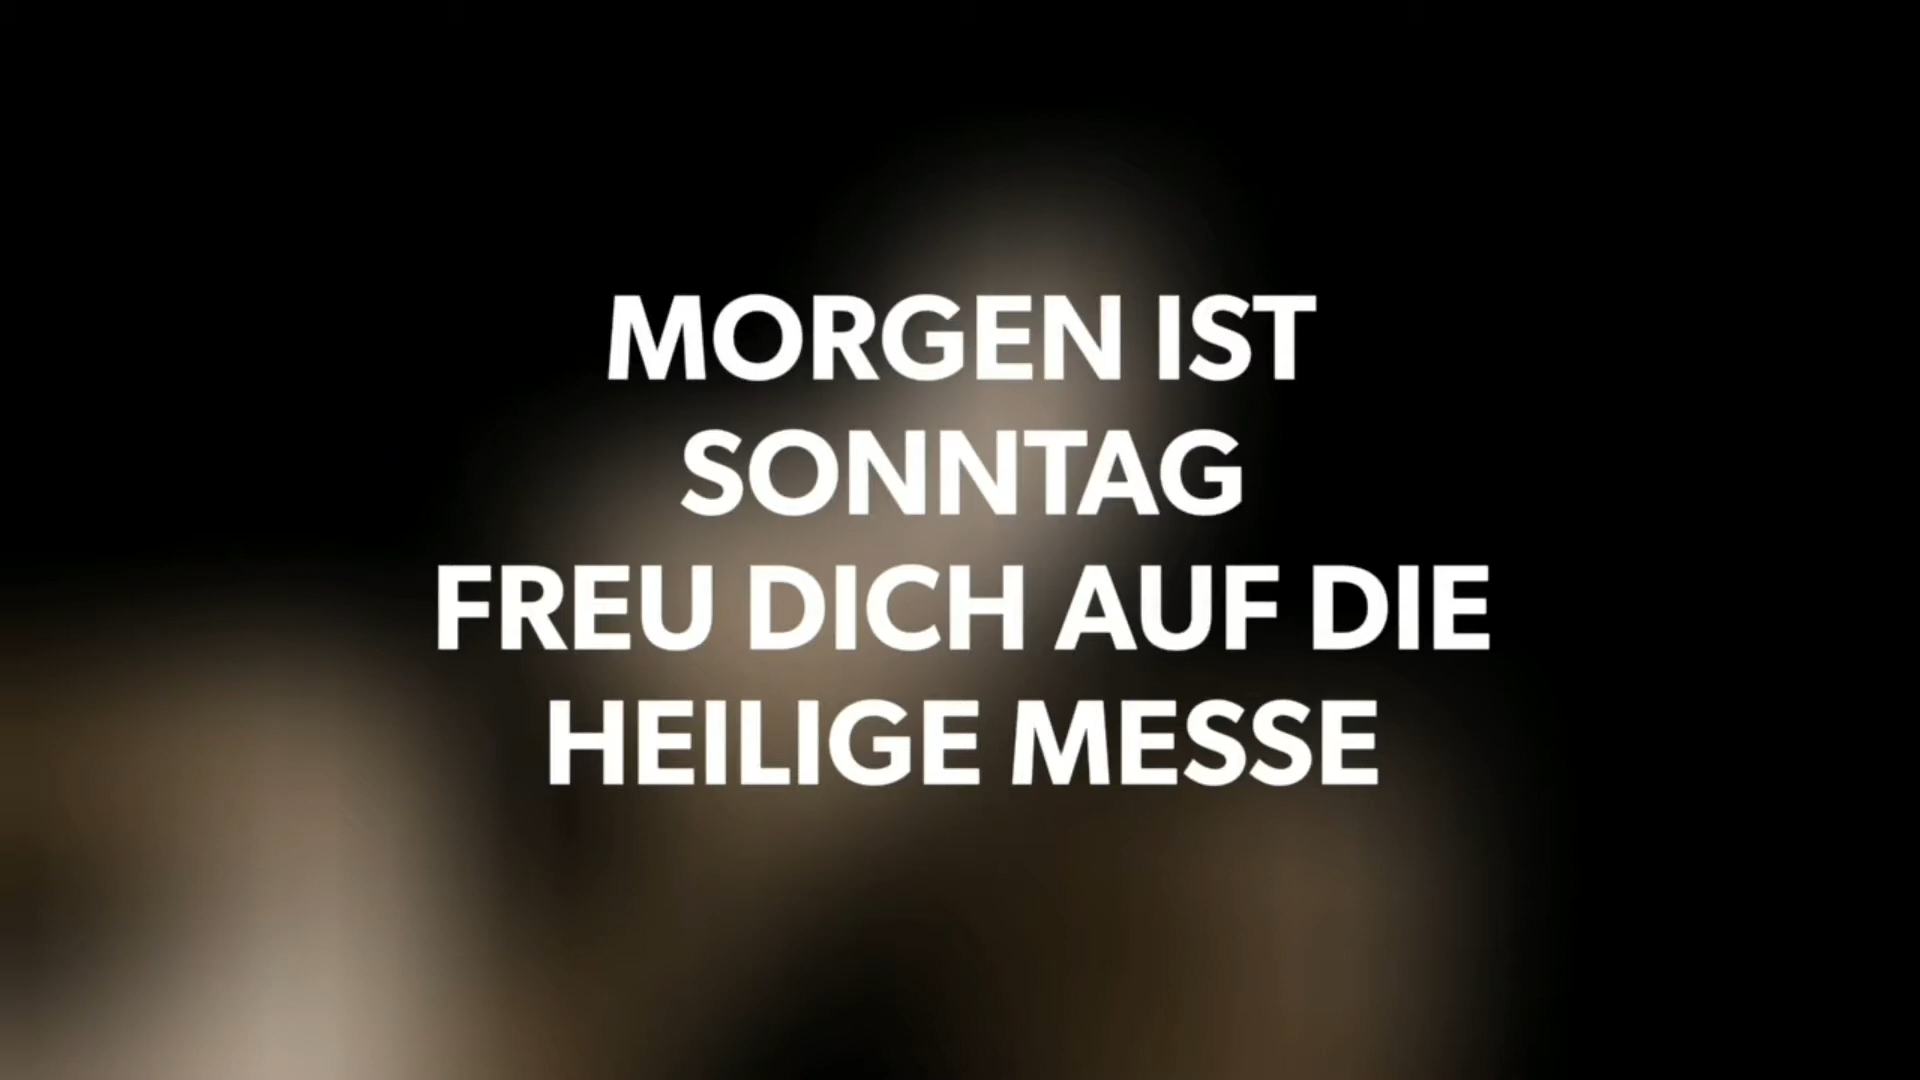 MORGEN IST
SONNTAG
FREU DICH AUF DIE
HEILIGE MESSE